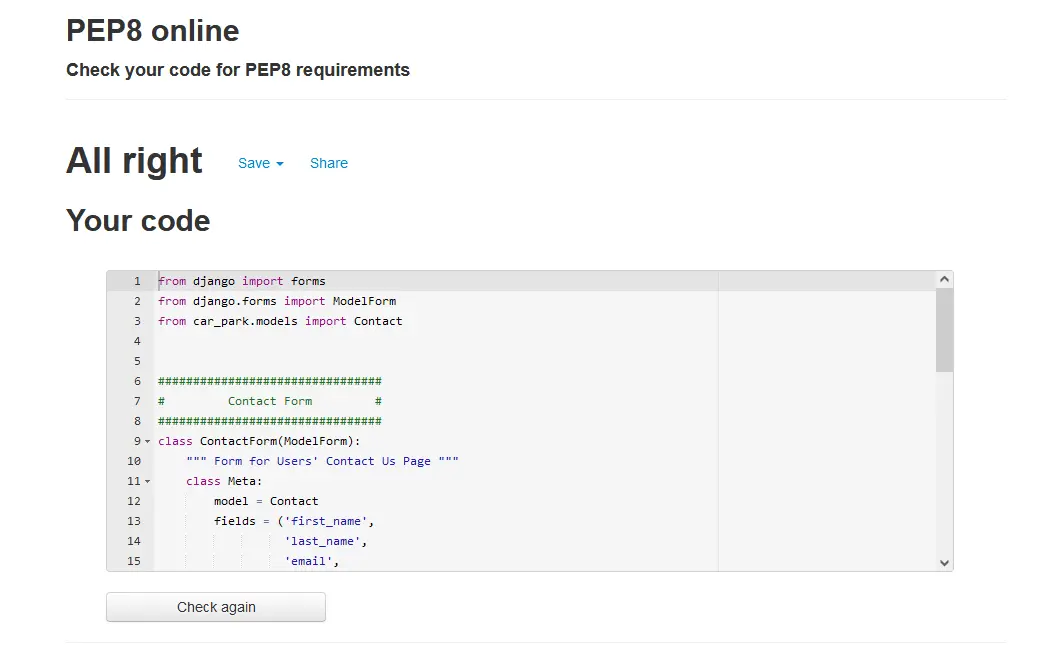 PEP8 online
Check your code for PEP8 requirements
All right Save Share
Your code
1 from django import forms
2 from django.forms import ModelForm
3 from car_park.models import Contact
4
5
6 ################################
7 #         Contact Form         #
8 ################################
9 class ContactForm(ModelForm):
10     """ Form for Users' Contact Us Page """
11     class Meta:
12         model = Contact
13         fields = ('first_name',
14                   'last_name',
15                   'email',
Check again